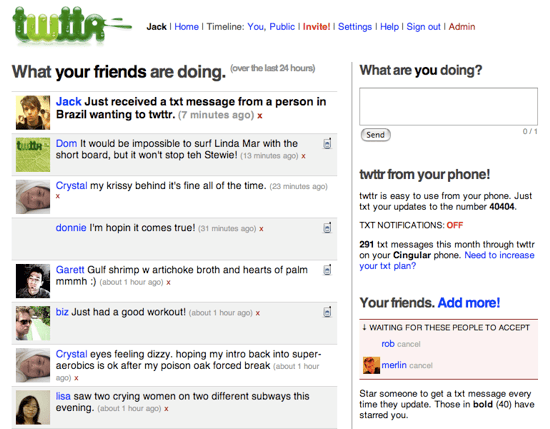 twttr
Jack | Home | Timeline: You, Public | Invite! | Settings | Help | Sign out | Admin
What your friends are doing. (over the last 24 hours)
Jack Just received a txt message from a person in
Brazil wanting to twttr. (7 minutes ago) x
Dom It would be impossible to surf Linda Mar with the
short board, but it won't stop teh Stewie! (13 minutes ago) x
Crystal my krissy behind it's fine all of the time. (23 minutes ago)
x
donnie I'm hopin it comes true! (31 minutes ago) x
Garett Gulf shrimp w artichoke broth and hearts of palm
mmmh :) (about 1 hour ago) x
biz Just had a good workout! (about 1 hour ago) x
Crystal eyes feeling dizzy. hoping my intro back into super-
aerobics is ok after my poison oak forced break (about 1 hour
ago) x
lisa saw two crying women on two different subways this
evening. (about 1 hour ago) x
What are you doing?
Send
0 / 1
twttr from your phone!
twttr is easy to use from your phone. Just
txt your updates to the number 40404.
TXT NOTIFICATIONS: OFF
291 txt messages this month through twttr
on your Cingular phone. Need to increase
your txt plan?
Your friends. Add more!
↓ WAITING FOR THESE PEOPLE TO ACCEPT
rob cancel
merlin cancel
Star someone to get a txt message every
time they update. Those in bold (40) have
starred you.